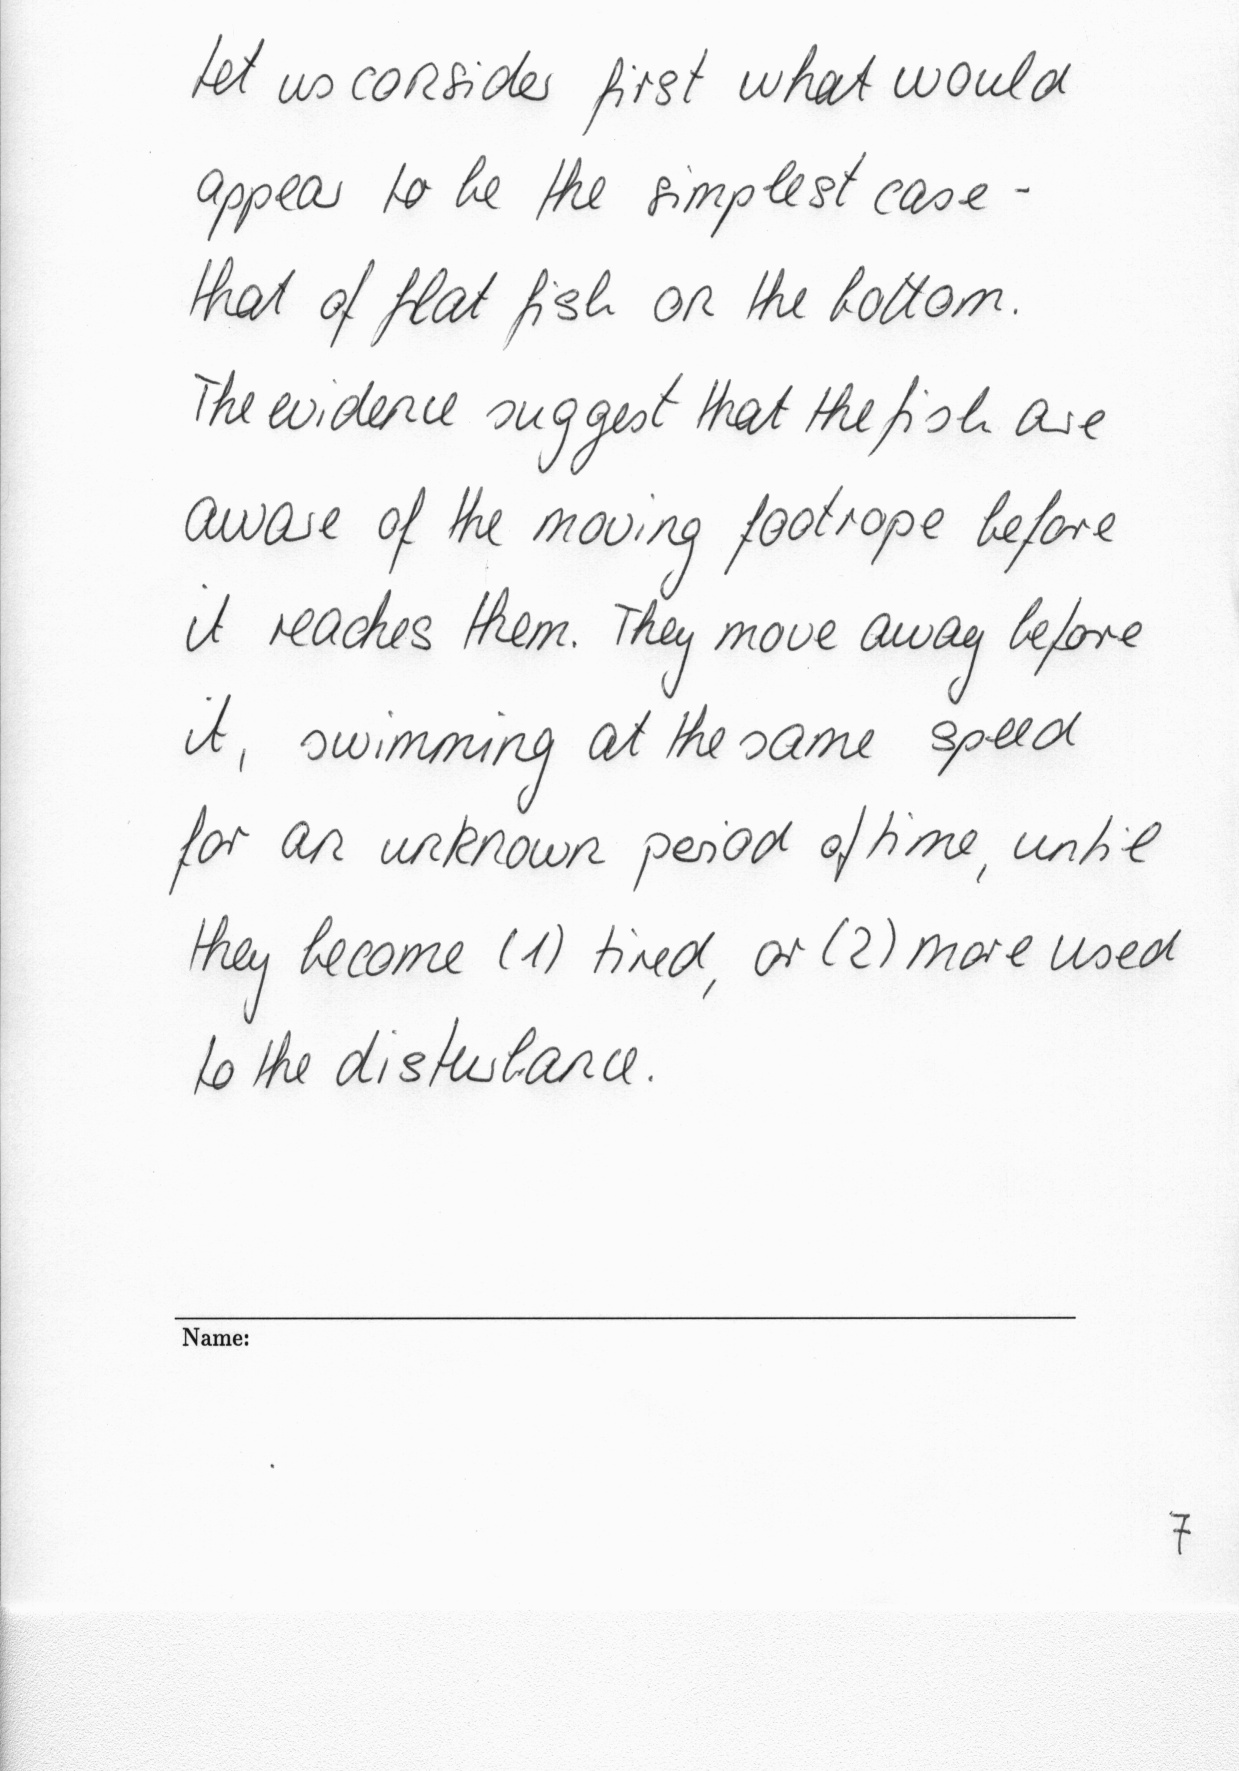 Let us consider first what would
appear to be the simplest case -
that of flat fish on the bottom.
The evidence suggest that the fish are
aware of the moving footrope before
it reaches them. They move away before
it, swimming at the same speed
for an unknown period of time, until
they become (1) tired, or (2) more used
to the disturbance.
Name:
7